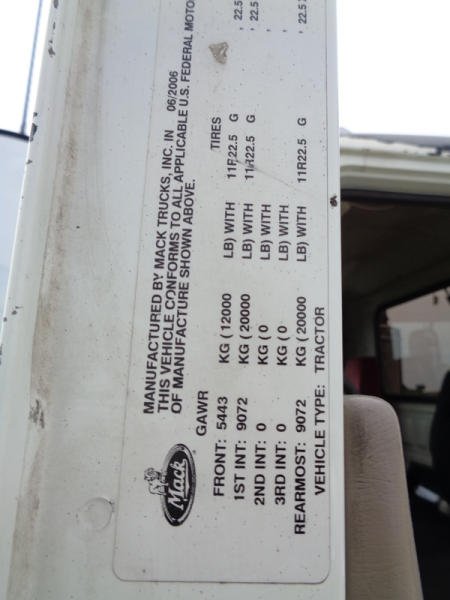 MANUFACTURED BY MACK TRUCKS, INC. IN 06/2006
THIS VEHICLE CONFORMS TO ALL APPLICABLE U.S. FEDERAL MOTOR
OF MANUFACTURE SHOWN ABOVE.
GAWR TIRES
FRONT: 5443 KG ( 12000 LB) WITH 11R22.5 G , 22.5
1ST INT: 9072 KG ( 20000 LB) WITH 11R22.5 G , 22.5
2ND INT: 0 KG ( 0 LB) WITH ,
3RD INT: 0 KG ( 0 LB) WITH ,
REARMOST: 9072 KG ( 20000 LB) WITH 11R22.5 G , 22.5
VEHICLE TYPE: TRACTOR
Mack